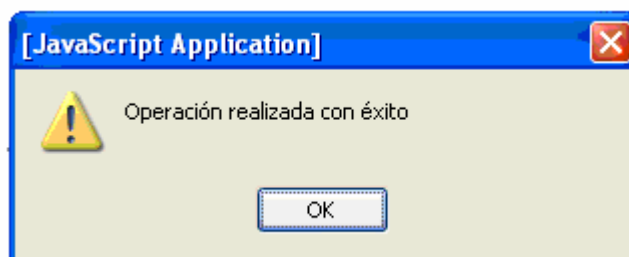 [JavaScript Application]
Operación realizada con éxito
OK